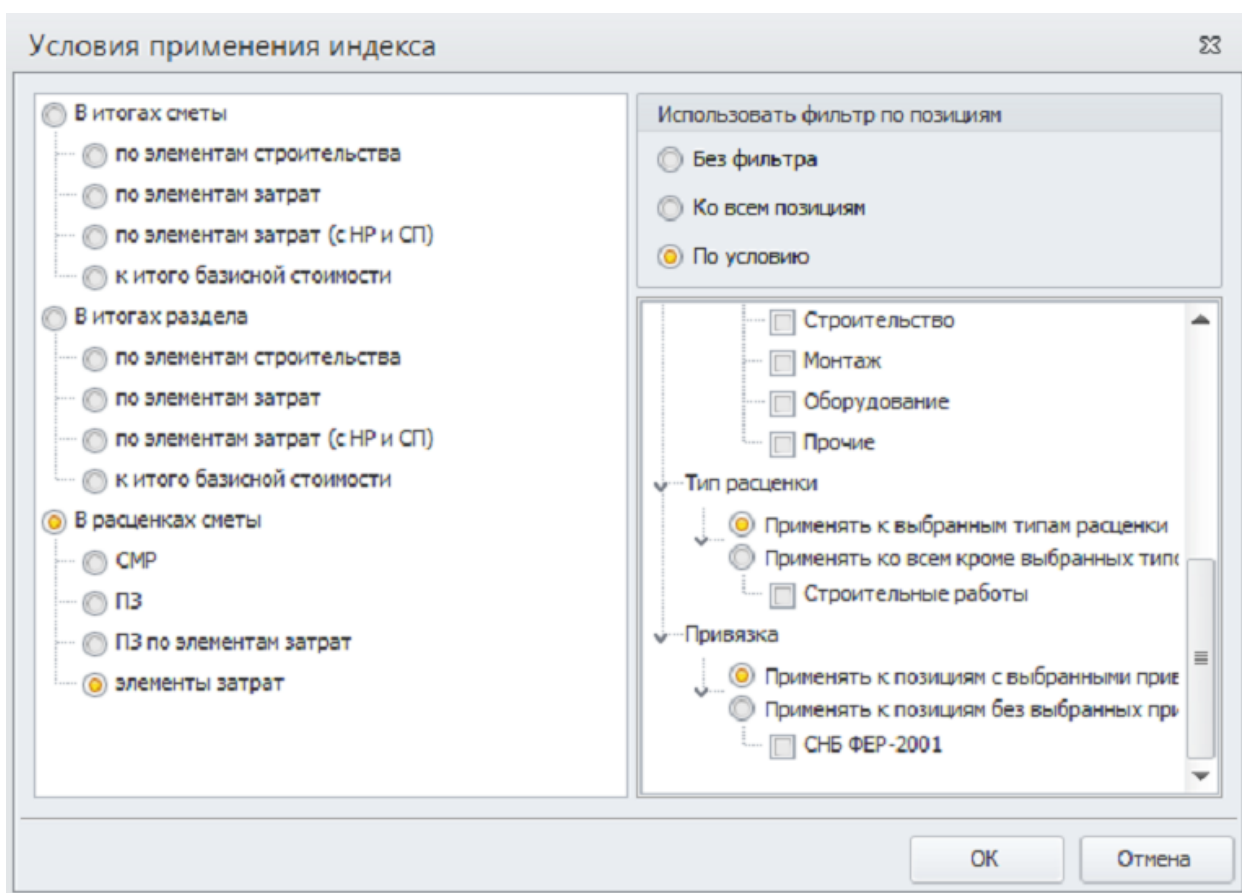 Условия применения индекса
В итогах сметы
по элементам строительства
по элементам затрат
по элементам затрат (с НР и СП)
к итого базисной стоимости
В итогах раздела
по элементам строительства
по элементам затрат
по элементам затрат (с НР и СП)
к итого базисной стоимости
В расценках сметы
СМР
ПЗ
ПЗ по элементам затрат
элементы затрат
Использовать фильтр по позициям
Без фильтра
Ко всем позициям
По условию
Строительство
Монтаж
Оборудование
Прочие
Тип расценки
Применять к выбранным типам расценки
Применять ко всем кроме выбранных типо
Строительные работы
Привязка
Применять к позициям с выбранными прив
Применять к позициям без выбранных при
СНБ ФЕР-2001
ОК
Отмена